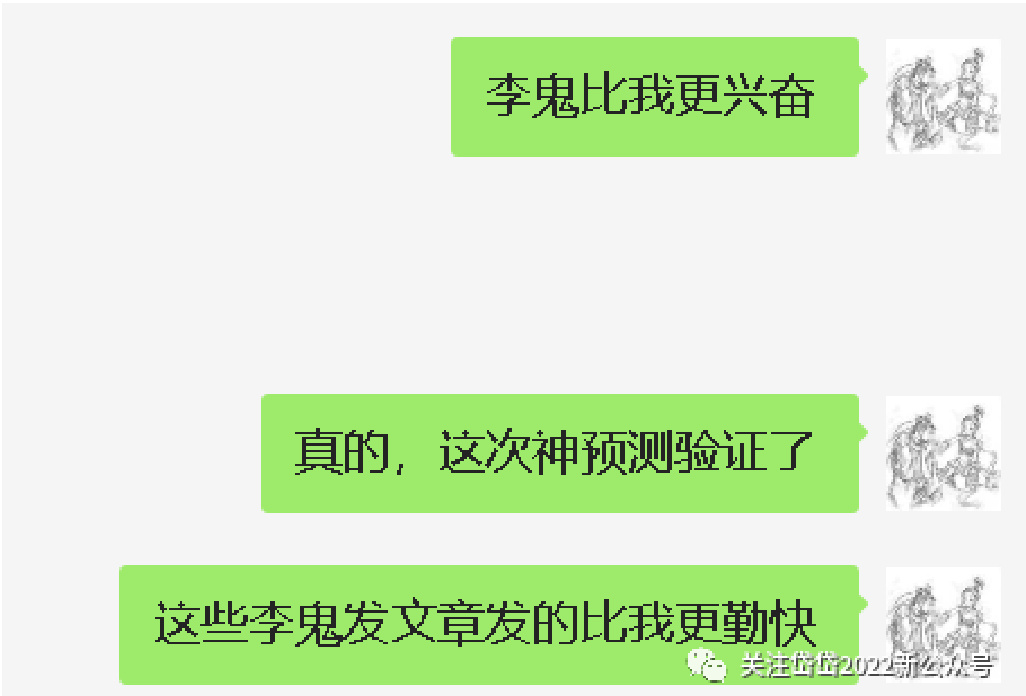 李鬼比我更兴奋
真的，这次神预测验证了
这些李鬼发文章发的比我更勤快
关注岱岱2022新公众号